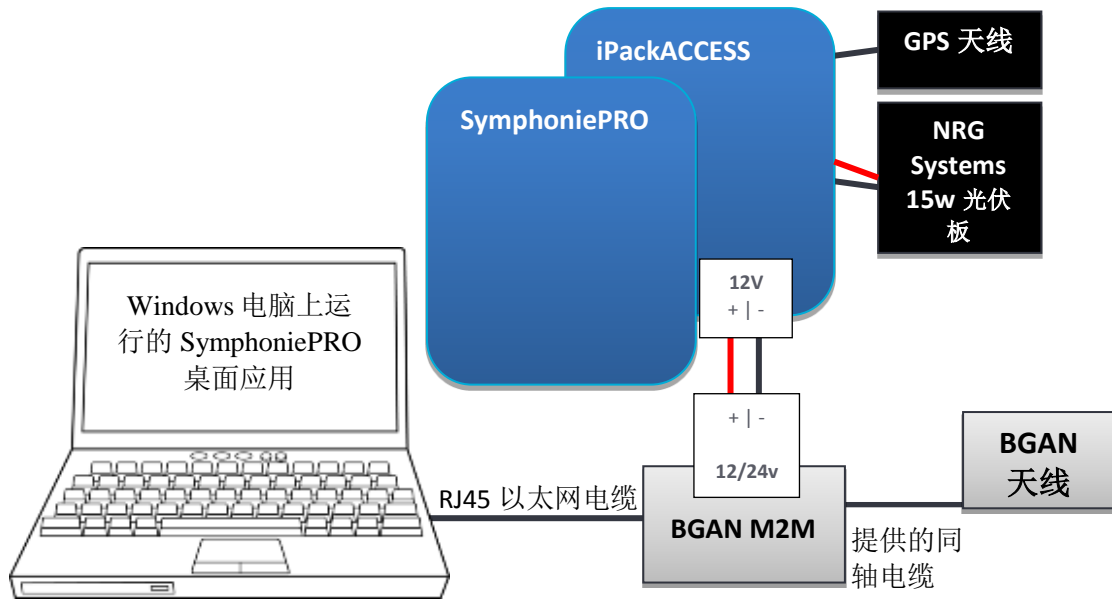 iPackACCESS
GPS 天线
SymphoniePRO
NRG
Systems
15w 光伏
板
12V
+ | -
Windows 电脑上运
行的 SymphoniePRO
桌面应用
+ | -
12/24v
BGAN
天线
RJ45 以太网电缆
BGAN M2M
提供的同
轴电缆